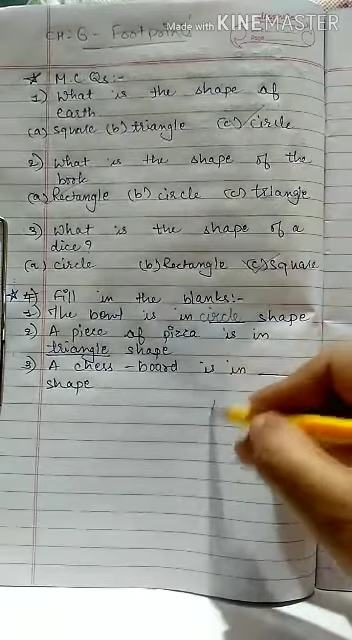 Made with KINEMASTER
CH-6 - Footprint
* M.C.Qs:-
1) What is the shape of
earth
(a) square (b) triangle (c) circle
2) What is the shape of the
book
(a) Rectangle (b) circle (c) triangle
3) What is the shape of a
dice?
(a) circle (b) Rectangle (c) square
* Fill in the blanks:-
1) The bowl is in circle shape
2) A piece of pizza is in
triangle shape
3) A chess-board is in ____
shape